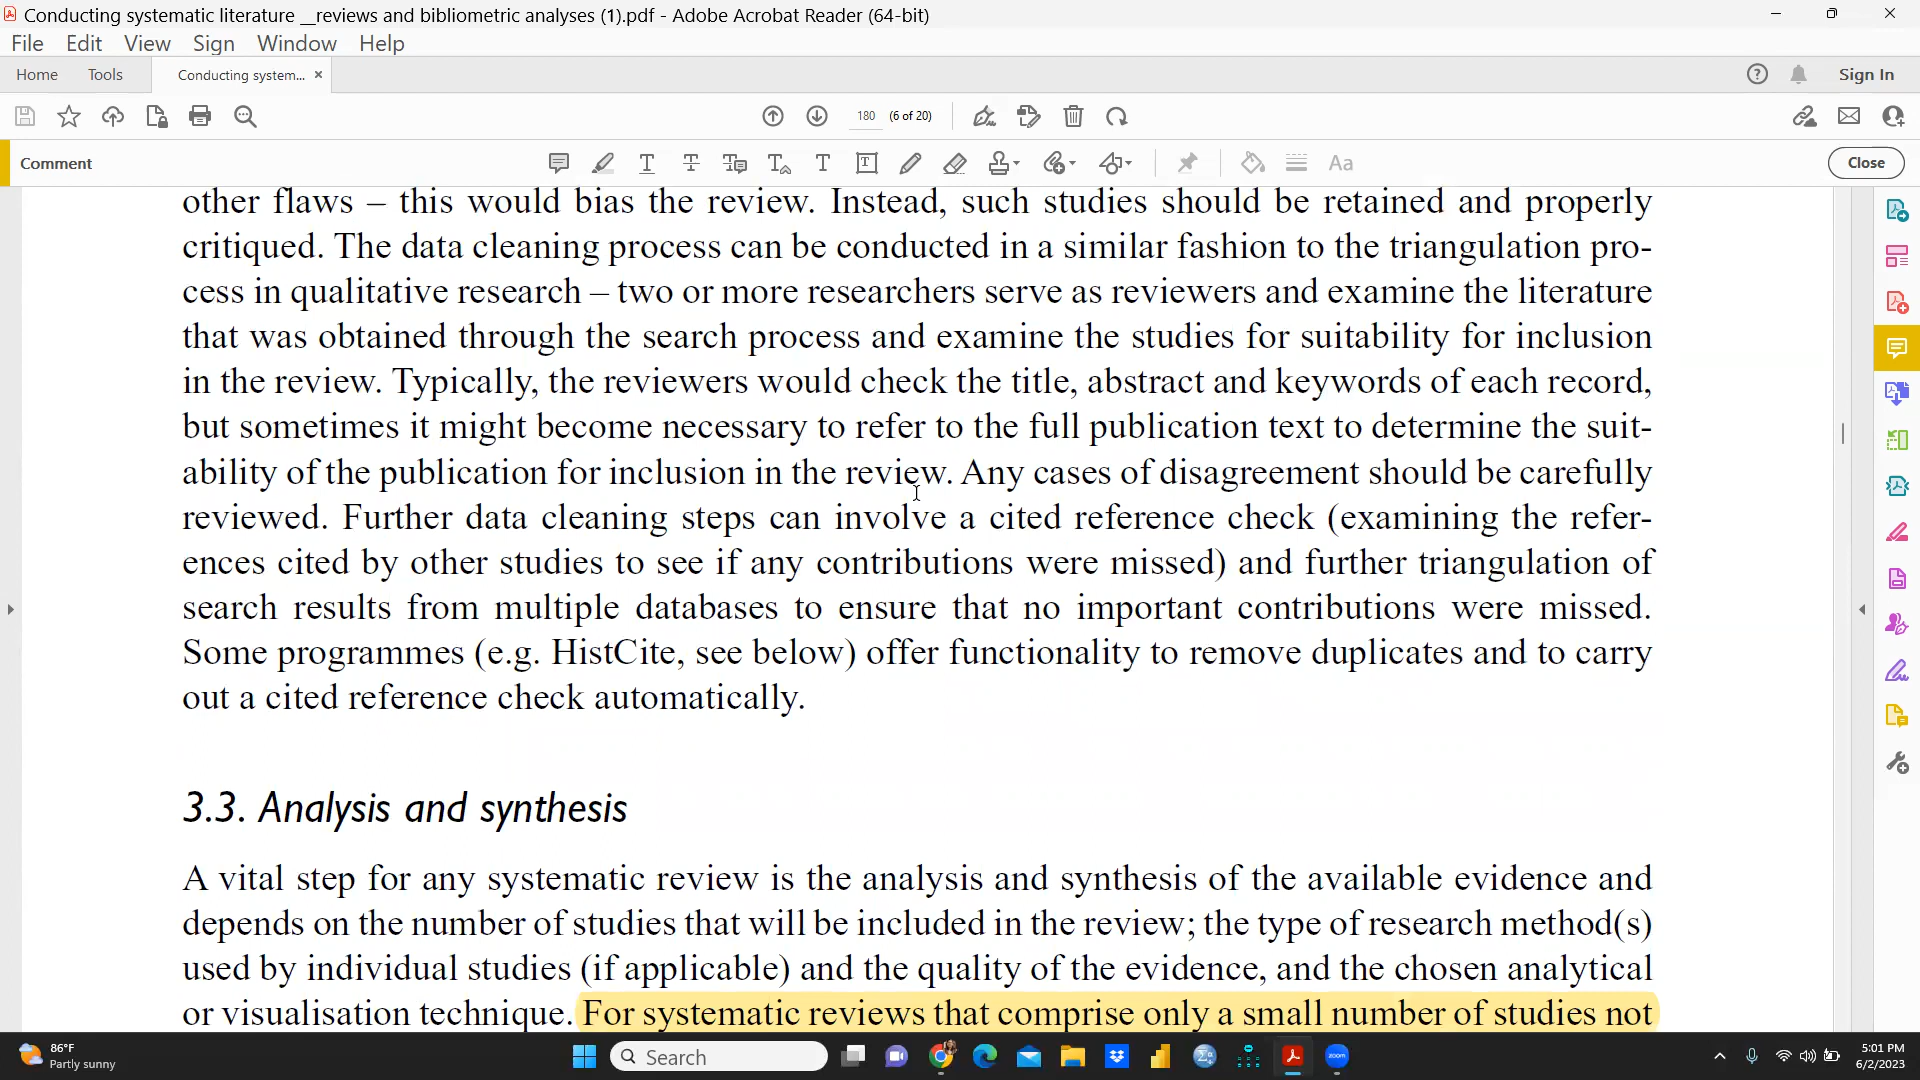 Conducting systematic literature __reviews and bibliometric analyses (1).pdf - Adobe Acrobat Reader (64-bit)
File Edit View Sign Window Help
Home Tools Conducting system... × Sign In
180 (6 of 20)
Comment Aa Close
other flaws – this would bias the review. Instead, such studies should be retained and properly
critiqued. The data cleaning process can be conducted in a similar fashion to the triangulation pro-
cess in qualitative research – two or more researchers serve as reviewers and examine the literature
that was obtained through the search process and examine the studies for suitability for inclusion
in the review. Typically, the reviewers would check the title, abstract and keywords of each record,
but sometimes it might become necessary to refer to the full publication text to determine the suit-
ability of the publication for inclusion in the review. Any cases of disagreement should be carefully
reviewed. Further data cleaning steps can involve a cited reference check (examining the refer-
ences cited by other studies to see if any contributions were missed) and further triangulation of
search results from multiple databases to ensure that no important contributions were missed.
Some programmes (e.g. HistCite, see below) offer functionality to remove duplicates and to carry
out a cited reference check automatically.
3.3. Analysis and synthesis
A vital step for any systematic review is the analysis and synthesis of the available evidence and
depends on the number of studies that will be included in the review; the type of research method(s)
used by individual studies (if applicable) and the quality of the evidence, and the chosen analytical
or visualisation technique. For systematic reviews that comprise only a small number of studies not
86°F
Partly sunny
Search
zoom
5:01 PM
6/2/2023